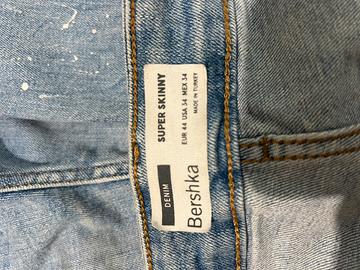 Bershka
DENIM
SUPER SKINNY
EUR 44 USA 34 MEX 34
MADE IN TURKEY